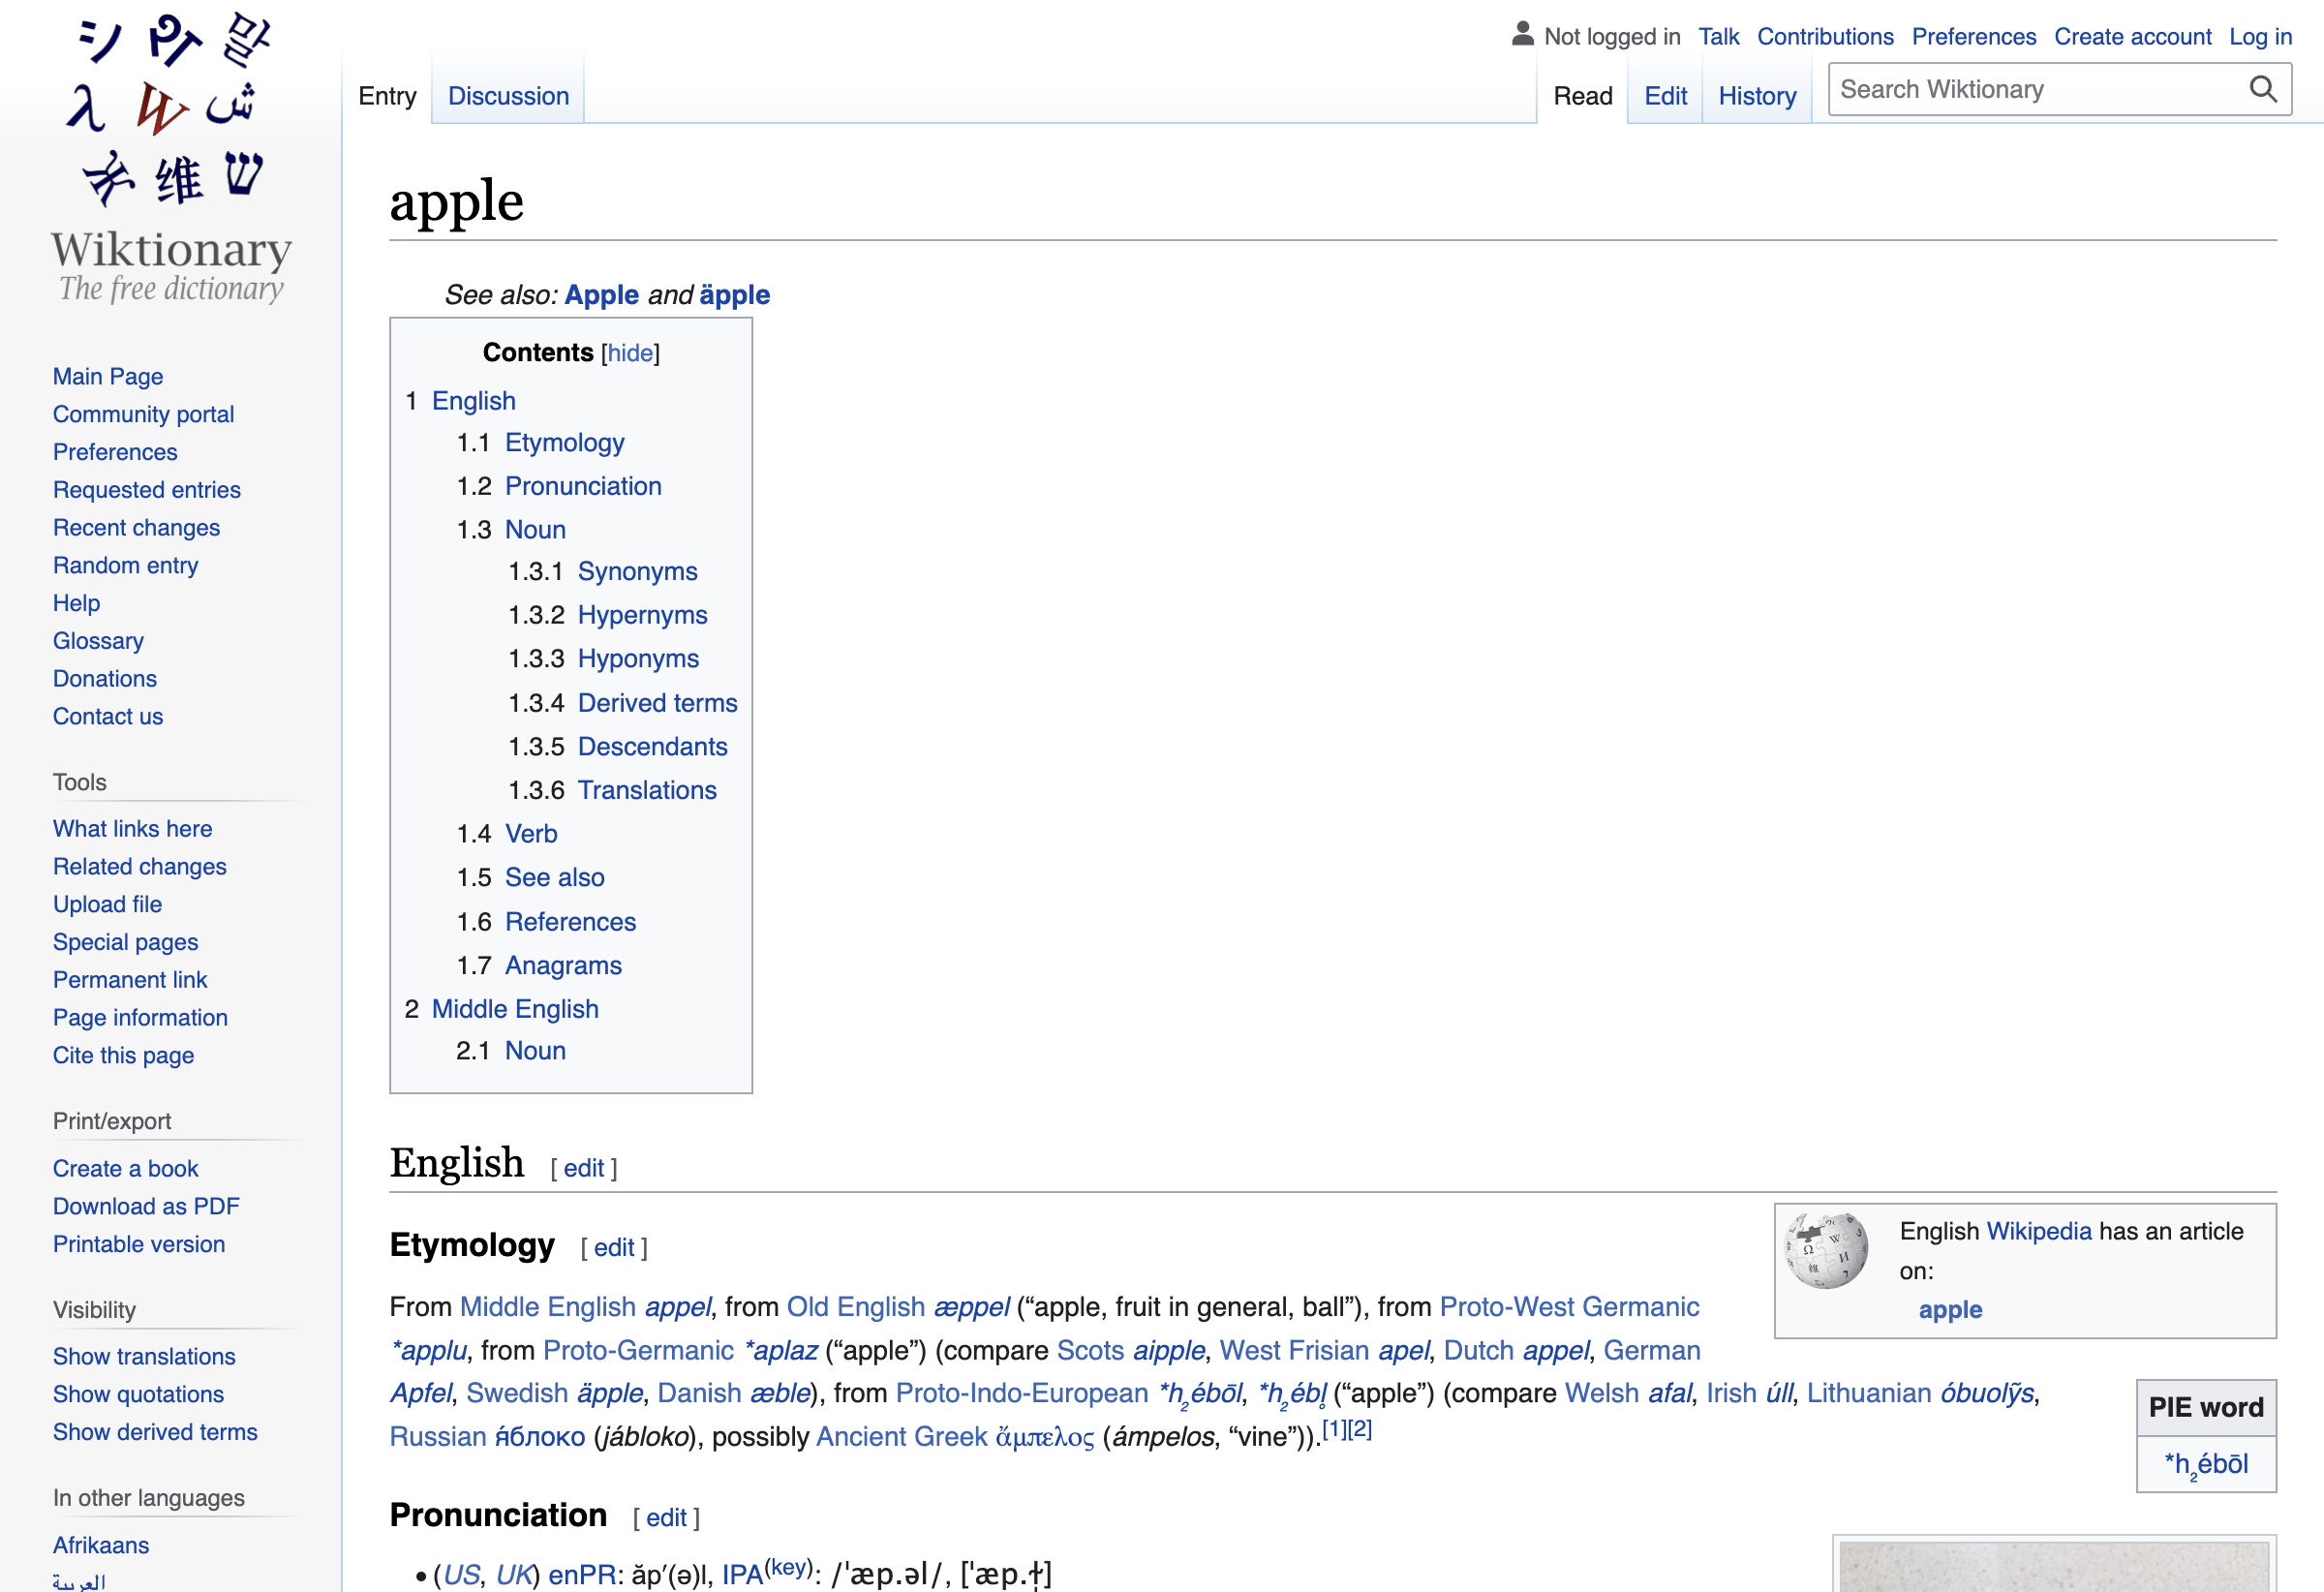 シ や 말
λ W ش
维 ש
Wiktionary
The free dictionary
Not logged in Talk Contributions Preferences Create account Log in
Entry Discussion Read Edit History Search Wiktionary
Main Page
Community portal
Preferences
Requested entries
Recent changes
Random entry
Help
Glossary
Donations
Contact us
Tools
What links here
Related changes
Upload file
Special pages
Permanent link
Page information
Cite this page
Print/export
Create a book
Download as PDF
Printable version
Visibility
Show translations
Show quotations
Show derived terms
In other languages
Afrikaans
العربية
apple
See also: Apple and äpple
Contents [hide]
1 English
1.1 Etymology
1.2 Pronunciation
1.3 Noun
1.3.1 Synonyms
1.3.2 Hypernyms
1.3.3 Hyponyms
1.3.4 Derived terms
1.3.5 Descendants
1.3.6 Translations
1.4 Verb
1.5 See also
1.6 References
1.7 Anagrams
2 Middle English
2.1 Noun
English [ edit ]
Etymology [ edit ]
From Middle English appel, from Old English æppel (“apple, fruit in general, ball”), from Proto-West Germanic
*applu, from Proto-Germanic *aplaz (“apple”) (compare Scots aipple, West Frisian apel, Dutch appel, German
Apfel, Swedish äpple, Danish æble), from Proto-Indo-European *h₂ébōl, *h₂ébl̥ (“apple”) (compare Welsh afal, Irish úll, Lithuanian óbuolỹs,
Russian я́блоко (jábloko), possibly Ancient Greek ἄμπελος (ámpelos, “vine”)).[1][2]
English Wikipedia has an article
on:
apple
PIE word
*h₂ébōl
Pronunciation [ edit ]
• (US, UK) enPR: ăp′(ə)l, IPA(key): /ˈæp.əl/, [ˈæp.ɫ̩]